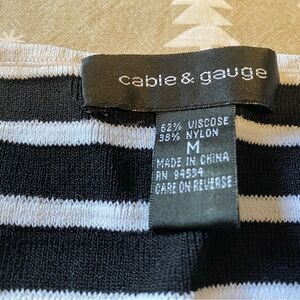 cable & gauge
62% VISCOSE
38% NYLON
M
MADE IN CHINA
RN 94534
CARE ON REVERSE